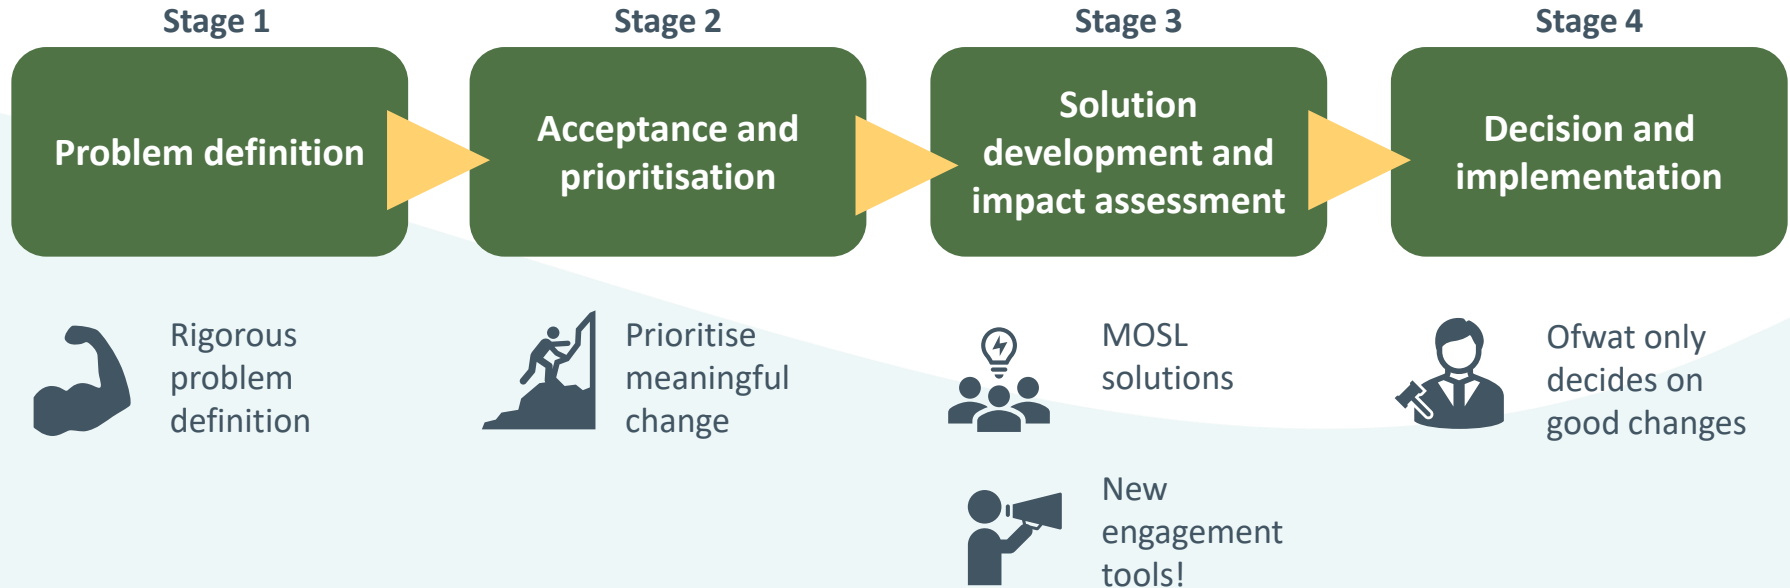 Stage 1
Stage 2
Stage 3
Stage 4
Problem definition
Acceptance and
prioritisation
Solution
development and
impact assessment
Decision and
implementation
Rigorous
problem
definition
Prioritise
meaningful
change
MOSL
solutions
New
engagement
tools!
Ofwat only
decides on
good changes